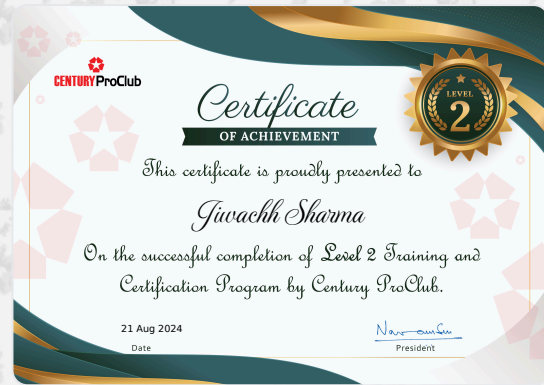 CENTURY ProClub
LEVEL
2
Certificate
OF ACHIEVEMENT
This certificate is proudly presented to
Jiwachh Sharma
On the successful completion of Level 2 Training and
Certification Program by Century ProClub.
21 Aug 2024
Date
President